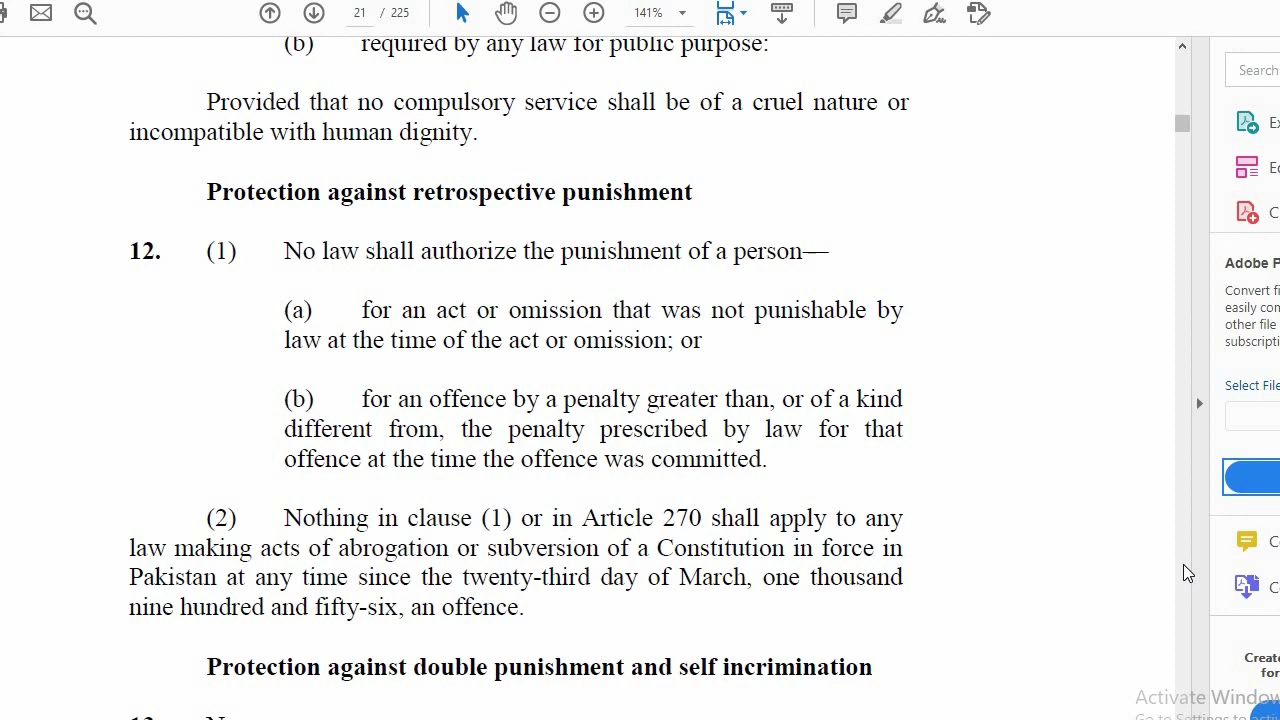 21 / 225
141%
(b) required by any law for public purpose:
Provided that no compulsory service shall be of a cruel nature or
incompatible with human dignity.
Protection against retrospective punishment
12. (1) No law shall authorize the punishment of a person—
(a) for an act or omission that was not punishable by
law at the time of the act or omission; or
(b) for an offence by a penalty greater than, or of a kind
different from, the penalty prescribed by law for that
offence at the time the offence was committed.
(2) Nothing in clause (1) or in Article 270 shall apply to any
law making acts of abrogation or subversion of a Constitution in force in
Pakistan at any time since the twenty-third day of March, one thousand
nine hundred and fifty-six, an offence.
Protection against double punishment and self incrimination
Search
Ex
Ed
C
Adobe P
Convert fi
easily con
other file
subscripti
Select File
C
C
Create
for
Activate Window